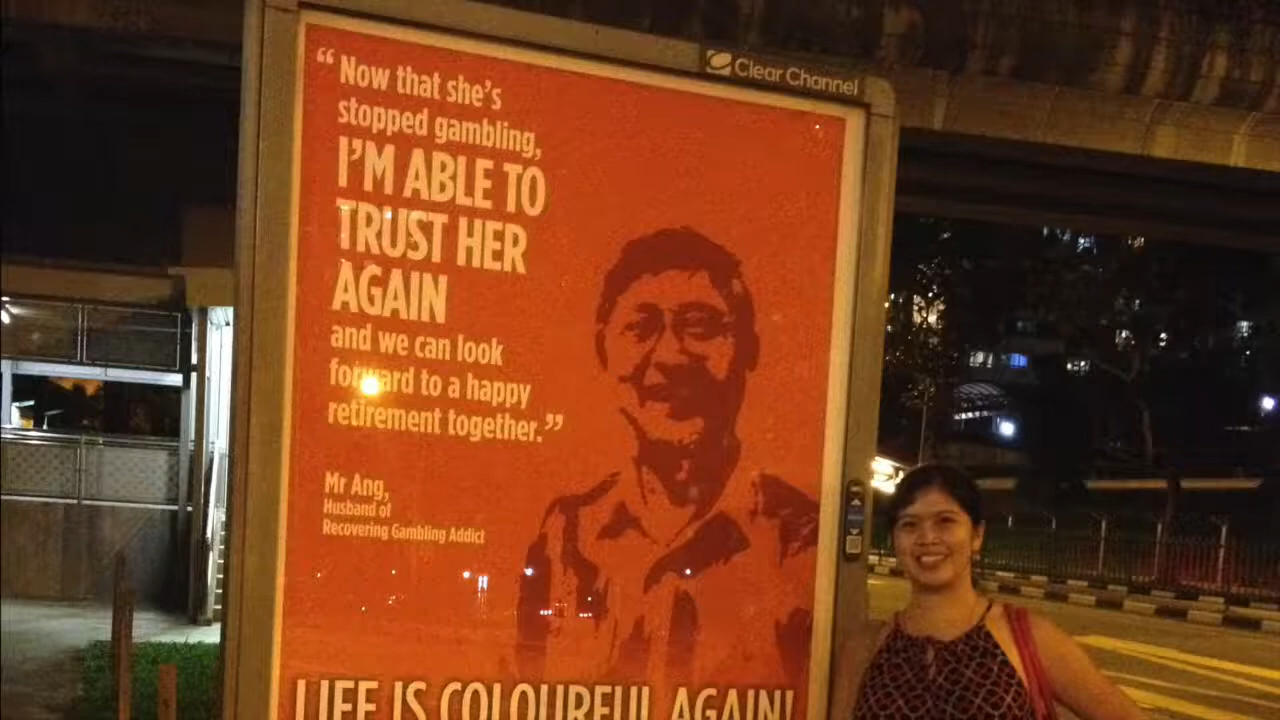 Clear Channel
“Now that she’s
stopped gambling,
I’M ABLE TO
TRUST HER
AGAIN
and we can look
forward to a happy
retirement together.”
Mr Ang,
Husband of
Recovering Gambling Addict
LIFE IS COLOURFUL AGAIN!